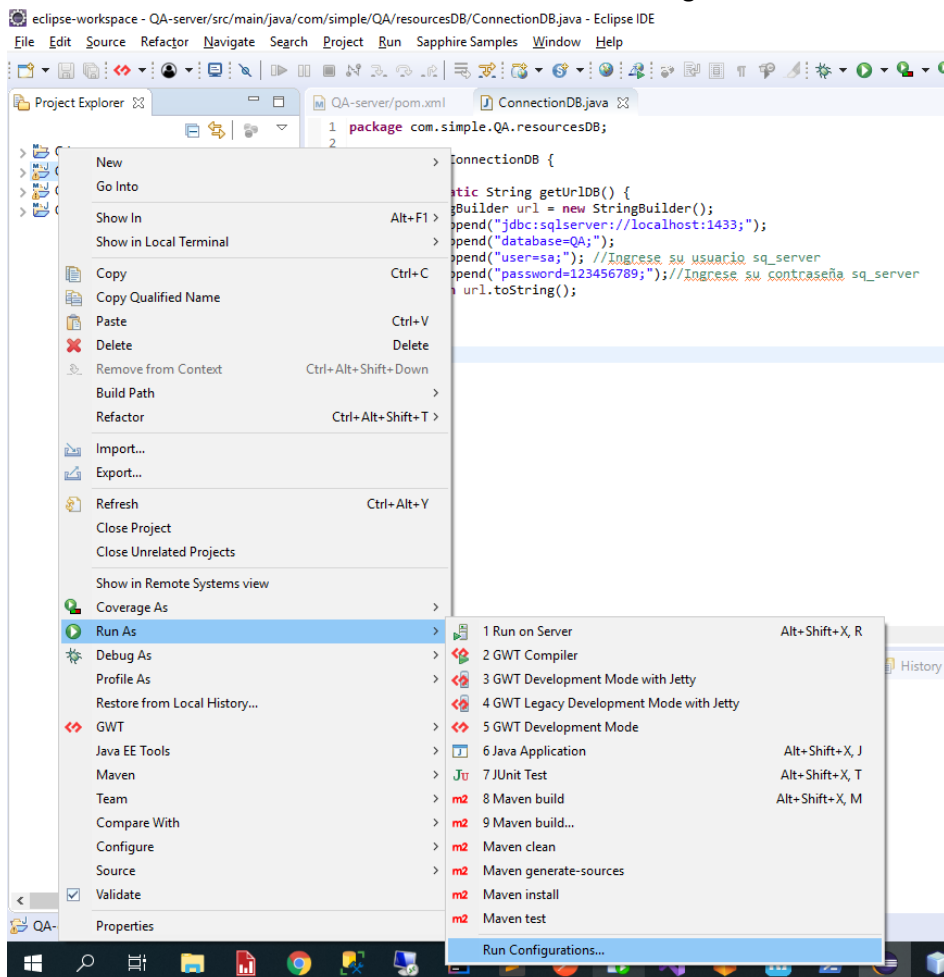 eclipse-workspace - QA-server/src/main/java/com/simple/QA/resourcesDB/ConnectionDB.java - Eclipse IDE
File Edit Source Refactor Navigate Search Project Run Sapphire Samples Window Help
Project Explorer
QA-server/pom.xml
ConnectionDB.java
1 package com.simple.QA.resourcesDB;
2
ConnectionDB {
atic String getUrlDB() {
gBuilder url = new StringBuilder();
ppend("jdbc:sqlserver://localhost:1433;");
ppend("database=QA;");
ppend("user=sa;"); //Ingrese su usuario sq_server
ppend("password=123456789;");//Ingrese su contraseña sq_server
n url.toString();
New
Go Into
Show In Alt+F1
Show in Local Terminal
Copy Ctrl+C
Copy Qualified Name
Paste Ctrl+V
Delete Delete
Remove from Context Ctrl+Alt+Shift+Down
Build Path
Refactor Ctrl+Alt+Shift+T
Import...
Export...
Refresh Ctrl+Alt+Y
Close Project
Close Unrelated Projects
Show in Remote Systems view
Coverage As
Run As
Debug As
Profile As
Restore from Local History...
GWT
Java EE Tools
Maven
Team
Compare With
Configure
Source
Validate
Properties
1 Run on Server Alt+Shift+X, R
2 GWT Compiler
3 GWT Development Mode with Jetty
4 GWT Legacy Development Mode with Jetty
5 GWT Development Mode
6 Java Application Alt+Shift+X, J
7 JUnit Test Alt+Shift+X, T
8 Maven build Alt+Shift+X, M
9 Maven build...
Maven clean
Maven generate-sources
Maven install
Maven test
Run Configurations...
History
QA-